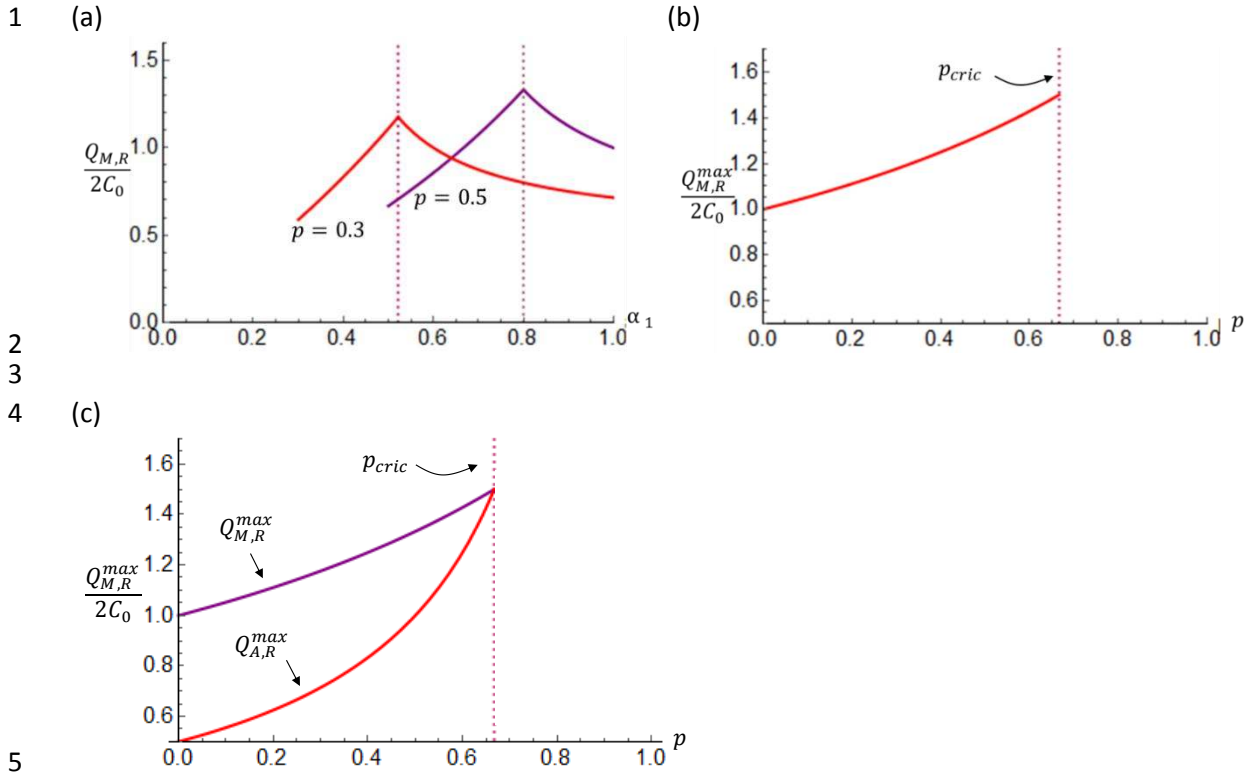 1 (a) (b)
1.5
1.0
0.5
0.0
Q_{M,R}
2C_0
p = 0.3
p = 0.5
0.0 0.2 0.4 0.6 0.8 1.0 α_1
p_{cric}
1.6
1.4
1.2
1.0
0.8
0.6
Q^{max}_{M,R}
2C_0
0.0 0.2 0.4 0.6 0.8 1.0 p
2
3
4 (c)
p_{cric}
1.6
1.4
1.2
1.0
0.8
0.6
Q^{max}_{M,R}
2C_0
Q^{max}_{M,R}
Q^{max}_{A,R}
0.0 0.2 0.4 0.6 0.8 1.0 p
5